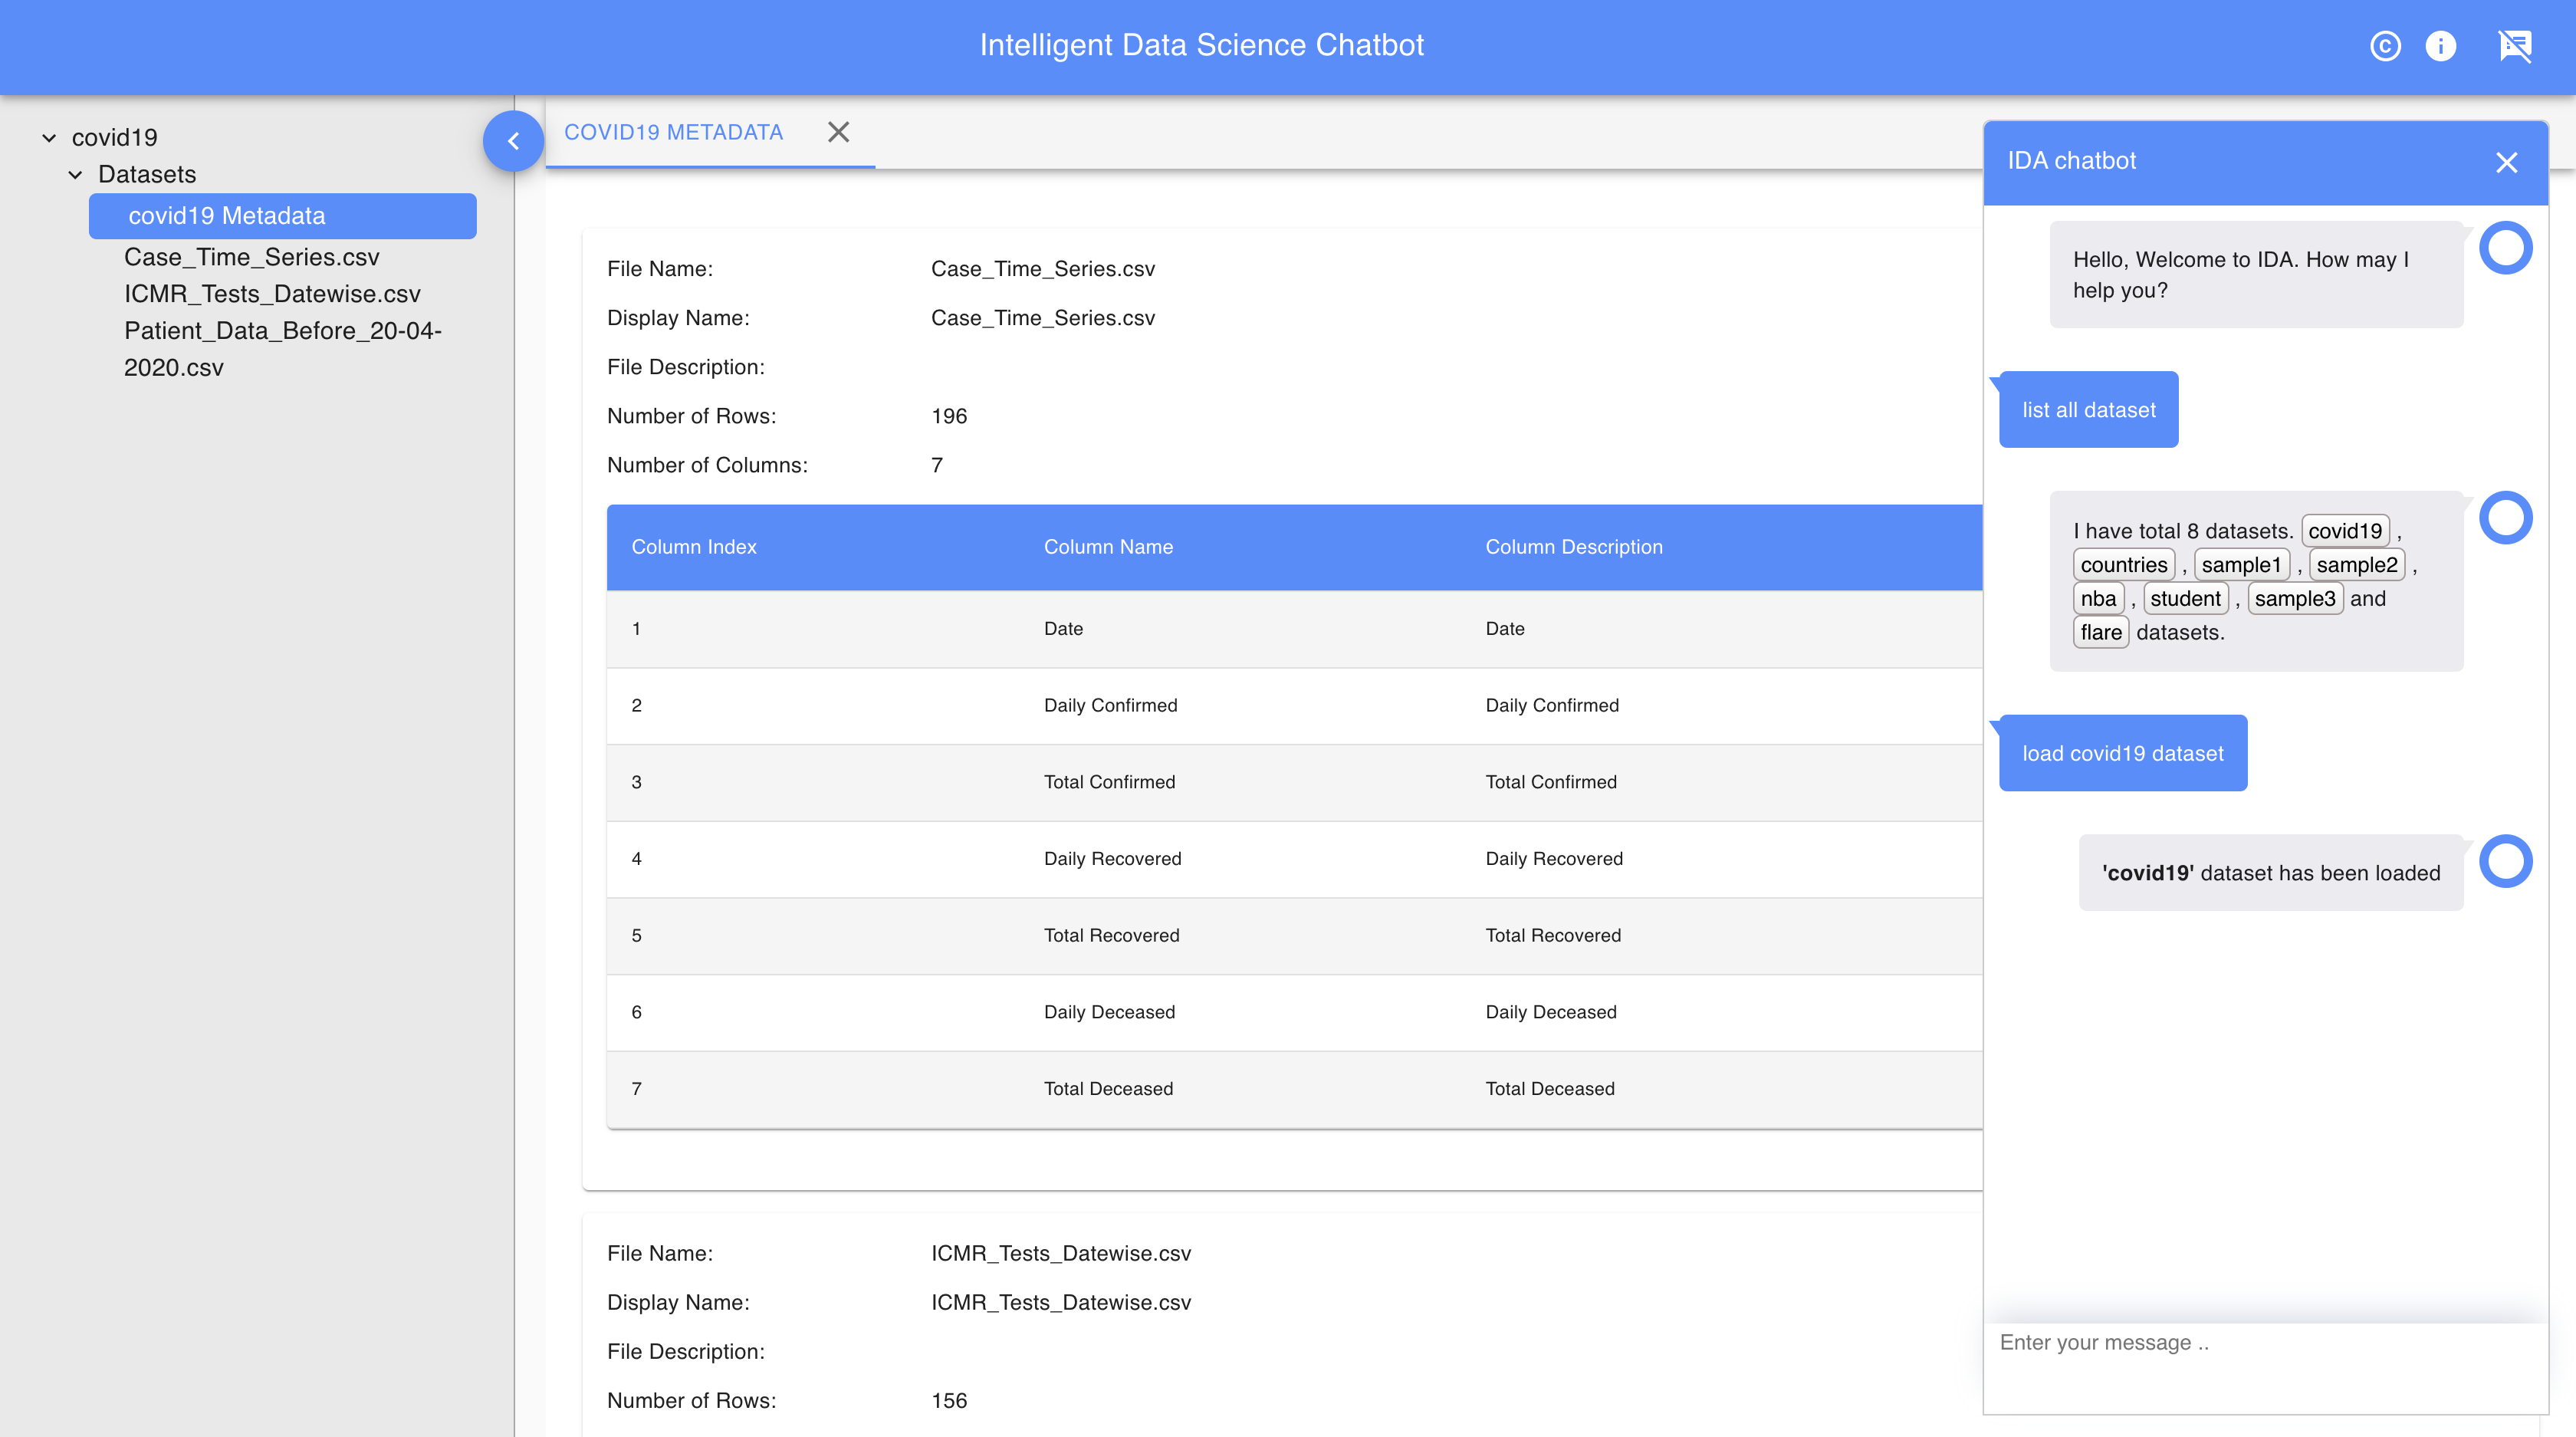 Intelligent Data Science Chatbot
covid19
Datasets
covid19 Metadata
Case_Time_Series.csv
ICMR_Tests_Datewise.csv
Patient_Data_Before_20-04-
2020.csv
COVID19 METADATA
File Name: Case_Time_Series.csv
Display Name: Case_Time_Series.csv
File Description:
Number of Rows: 196
Number of Columns: 7
Column Index Column Name Column Description
1 Date Date
2 Daily Confirmed Daily Confirmed
3 Total Confirmed Total Confirmed
4 Daily Recovered Daily Recovered
5 Total Recovered Total Recovered
6 Daily Deceased Daily Deceased
7 Total Deceased Total Deceased
File Name: ICMR_Tests_Datewise.csv
Display Name: ICMR_Tests_Datewise.csv
File Description:
Number of Rows: 156
IDA chatbot
Hello, Welcome to IDA. How may I
help you?
list all dataset
I have total 8 datasets. covid19 ,
countries , sample1 , sample2 ,
nba , student , sample3 and
flare datasets.
load covid19 dataset
'covid19' dataset has been loaded
Enter your message ..